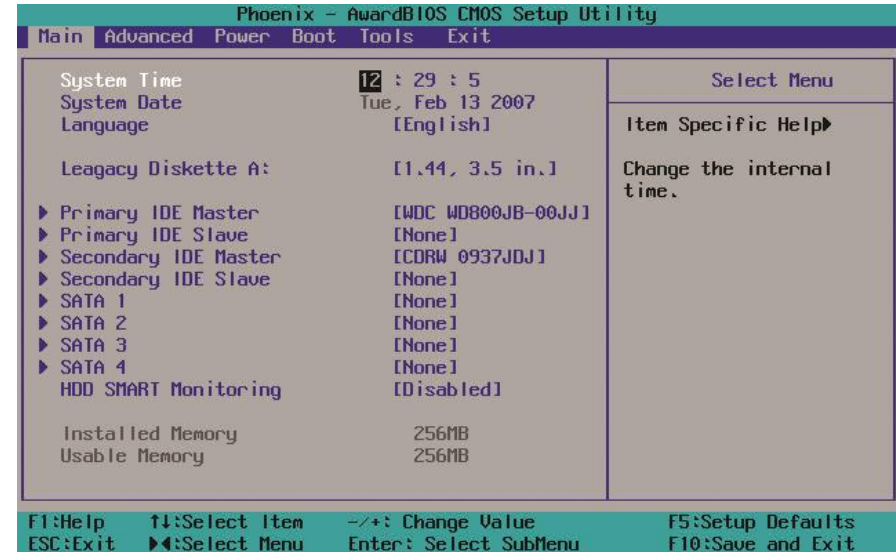 Phoenix - AwardBIOS CMOS Setup Utility
Main Advanced Power Boot Tools Exit
System Time 12 : 29 : 5
System Date Tue, Feb 13 2007
Language [English]
Leagacy Diskette A: [1.44, 3.5 in.]
Primary IDE Master [WDC WD800JB-00JJ]
Primary IDE Slave [None]
Secondary IDE Master [CDRW 0937JDJ]
Secondary IDE Slave [None]
SATA 1 [None]
SATA 2 [None]
SATA 3 [None]
SATA 4 [None]
HDD SMART Monitoring [Disabled]
Installed Memory 256MB
Usable Memory 256MB
Select Menu
Item Specific Help
Change the internal
time.
F1:Help ↑↓:Select Item -/+: Change Value F5:Setup Defaults
ESC:Exit ▶◀:Select Menu Enter: Select SubMenu F10:Save and Exit